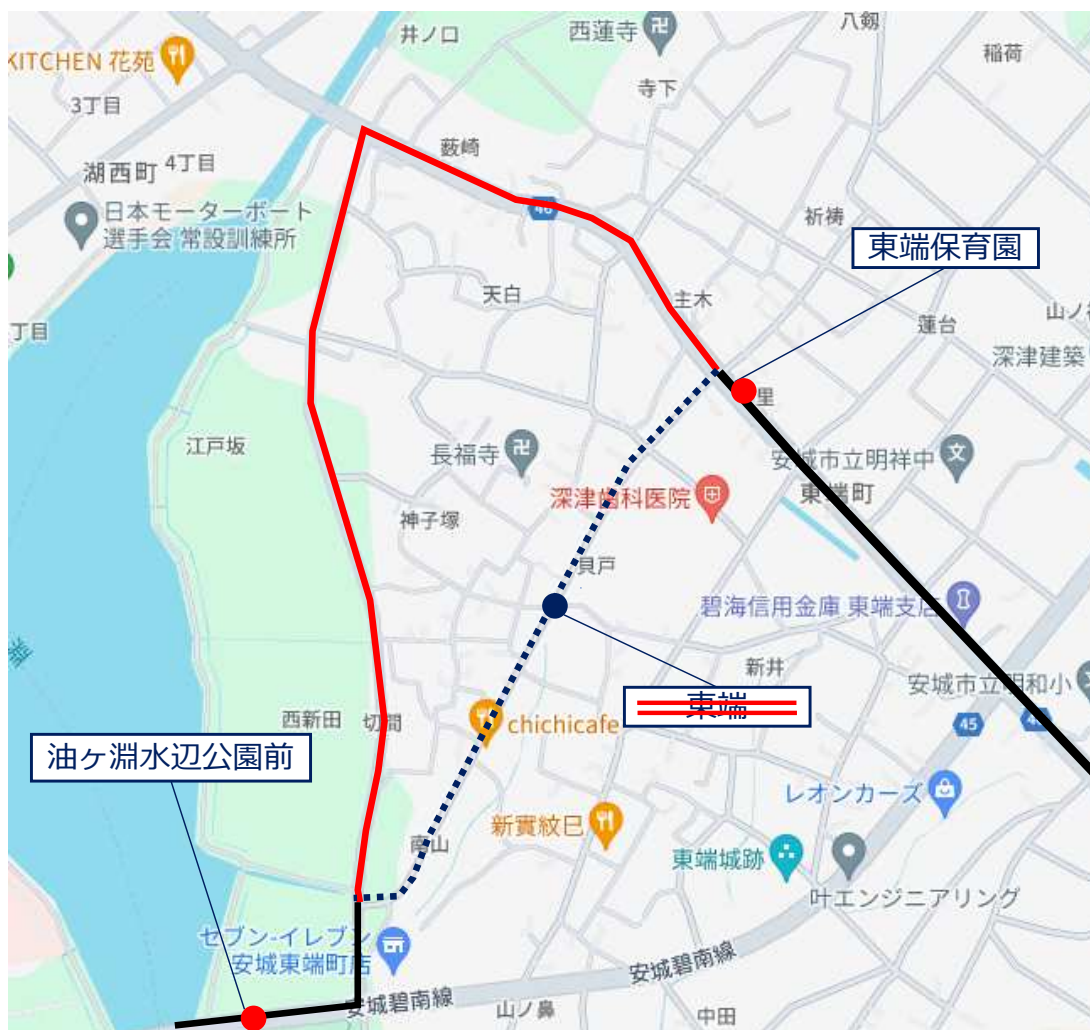 井ノ口
西蓮寺
八剱
KITCHEN 花苑
稲荷
3丁目
寺下
薮崎
湖西町
4丁目
日本モーターボート
選手会 常設訓練所
46
祈祷
東端保育園
天白
主木
蓮台
丁目
深津建築
里
江戸坂
長福寺
安城市立明祥中
深津歯科医院
東端町
神子塚
貝戸
碧海信用金庫 東端支店
新井
安城市立明和小
東端
西新田
切間
chichicafe
45
油ヶ淵水辺公園前
レオンカーズ
新實紋巳
南山
東端城跡
叶エンジニアリング
セブン-イレブン
安城東端町店
安城碧南線
安城碧南線
山ノ鼻
中田